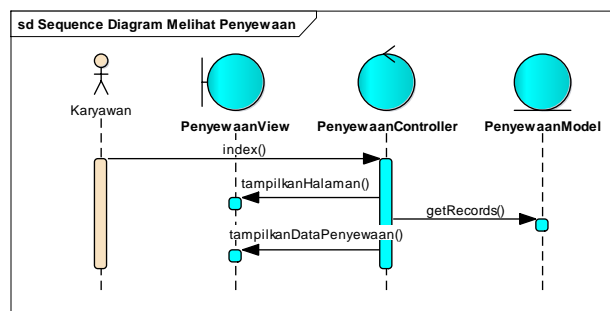 sd Sequence Diagram Melihat Penyewaan
Karyawan
PenyewaanView
PenyewaanController
PenyewaanModel
index()
tampilkanHalaman()
getRecords()
tampilkanDataPenyewaan()